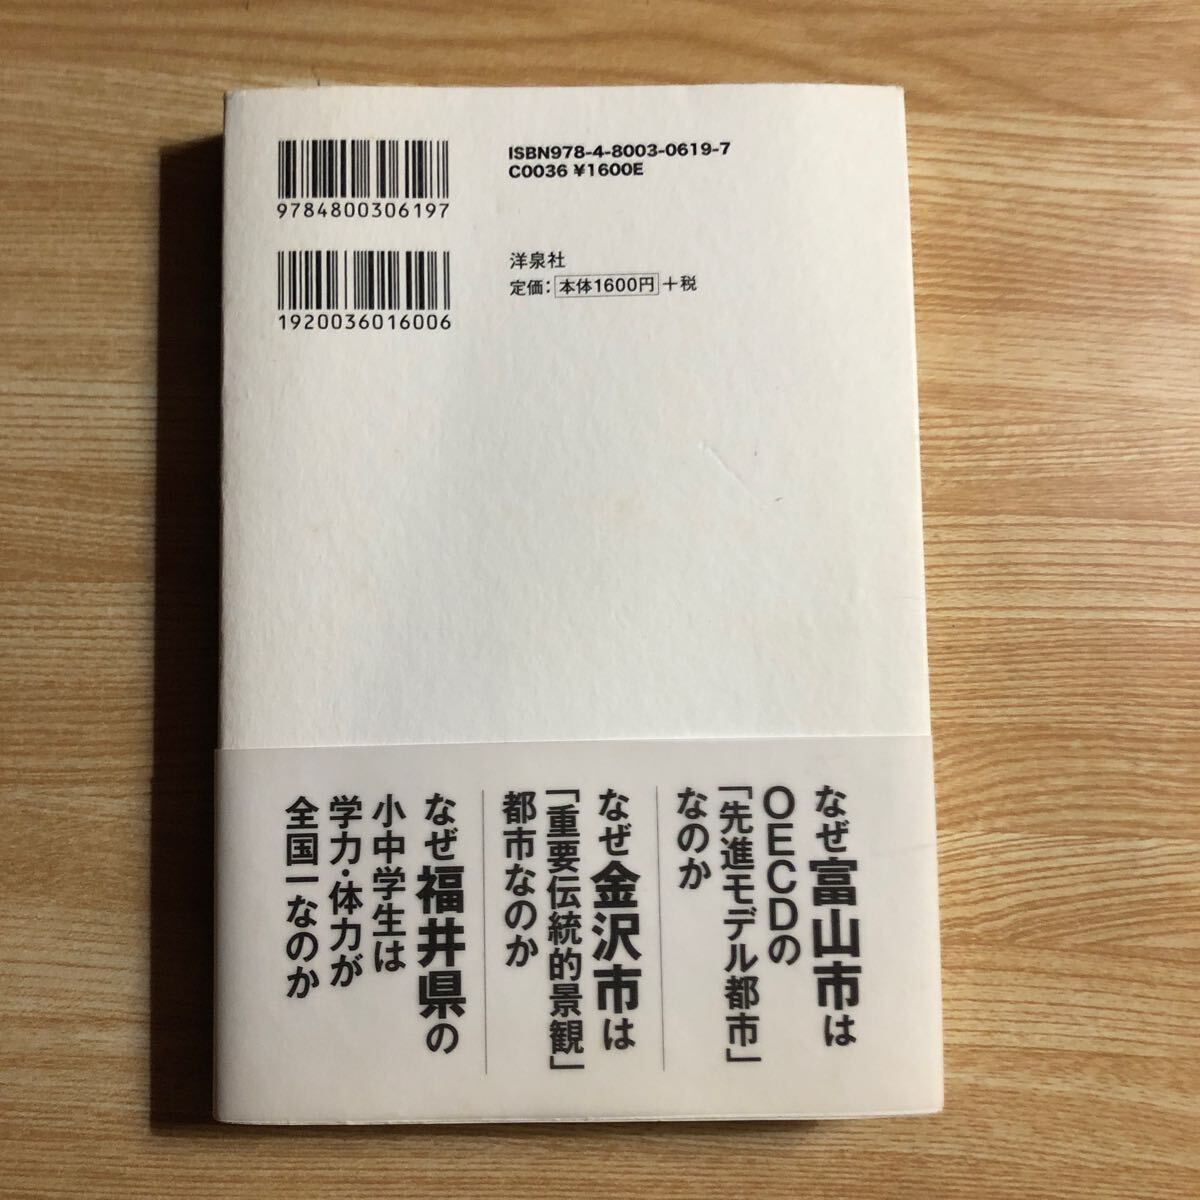 ISBN978-4-8003-0619-7
C0036 ¥1600E
9784800306197
洋泉社
定価:本体1600円+税
1920036016006
なぜ富山市は
OECDの
「先進モデル都市」
なのか
なぜ金沢市は
「重要伝統的景観」
都市なのか
なぜ福井県の
小中学生は
学力・体力が
全国一なのか